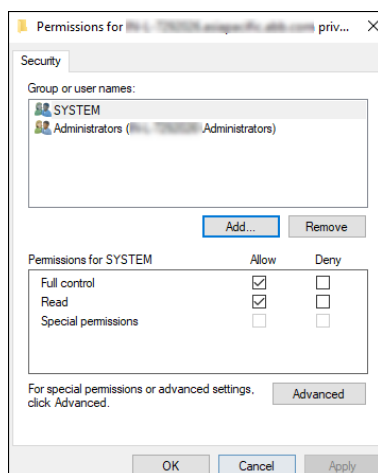 Permissions for priv...
Security
Group or user names:
SYSTEM
Administrators ( \Administrators)
Add...
Remove
Permissions for SYSTEM Allow Deny
Full control
Read
Special permissions
For special permissions or advanced settings,
click Advanced.
Advanced
OK
Cancel
Apply